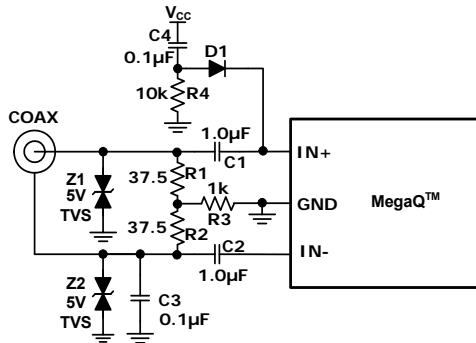 VCC
C4
0.1µF
D1
10k
R4
COAX
1.0µF
C1
IN+
Z1
5V
TVS
37.5
R1
1k
R3
GND
MegaQ™
37.5
R2
C2
IN-
1.0µF
Z2
5V
TVS
C3
0.1µF